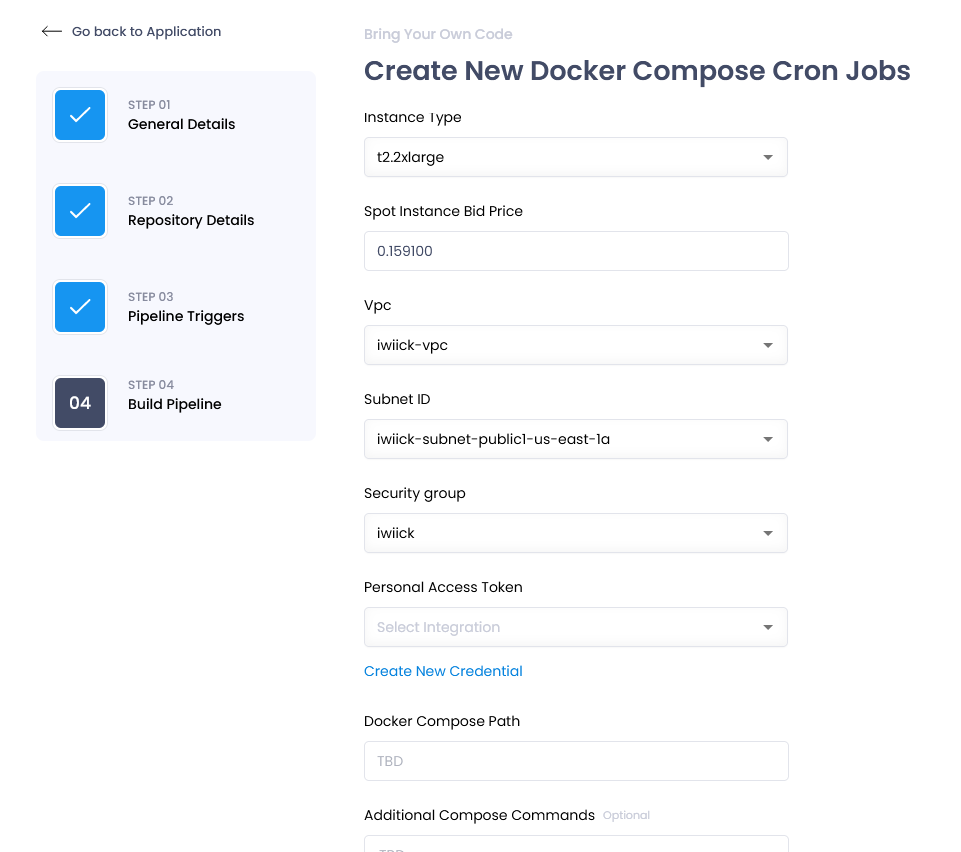 Go back to Application
STEP 01
General Details
STEP 02
Repository Details
STEP 03
Pipeline Triggers
04
STEP 04
Build Pipeline
Bring Your Own Code
Create New Docker Compose Cron Jobs
Instance Type
t2.2xlarge
Spot Instance Bid Price
0.159100
Vpc
iwiick-vpc
Subnet ID
iwiick-subnet-public1-us-east-1a
Security group
iwiick
Personal Access Token
Select Integration
Create New Credential
Docker Compose Path
TBD
Additional Compose Commands Optional
TBD